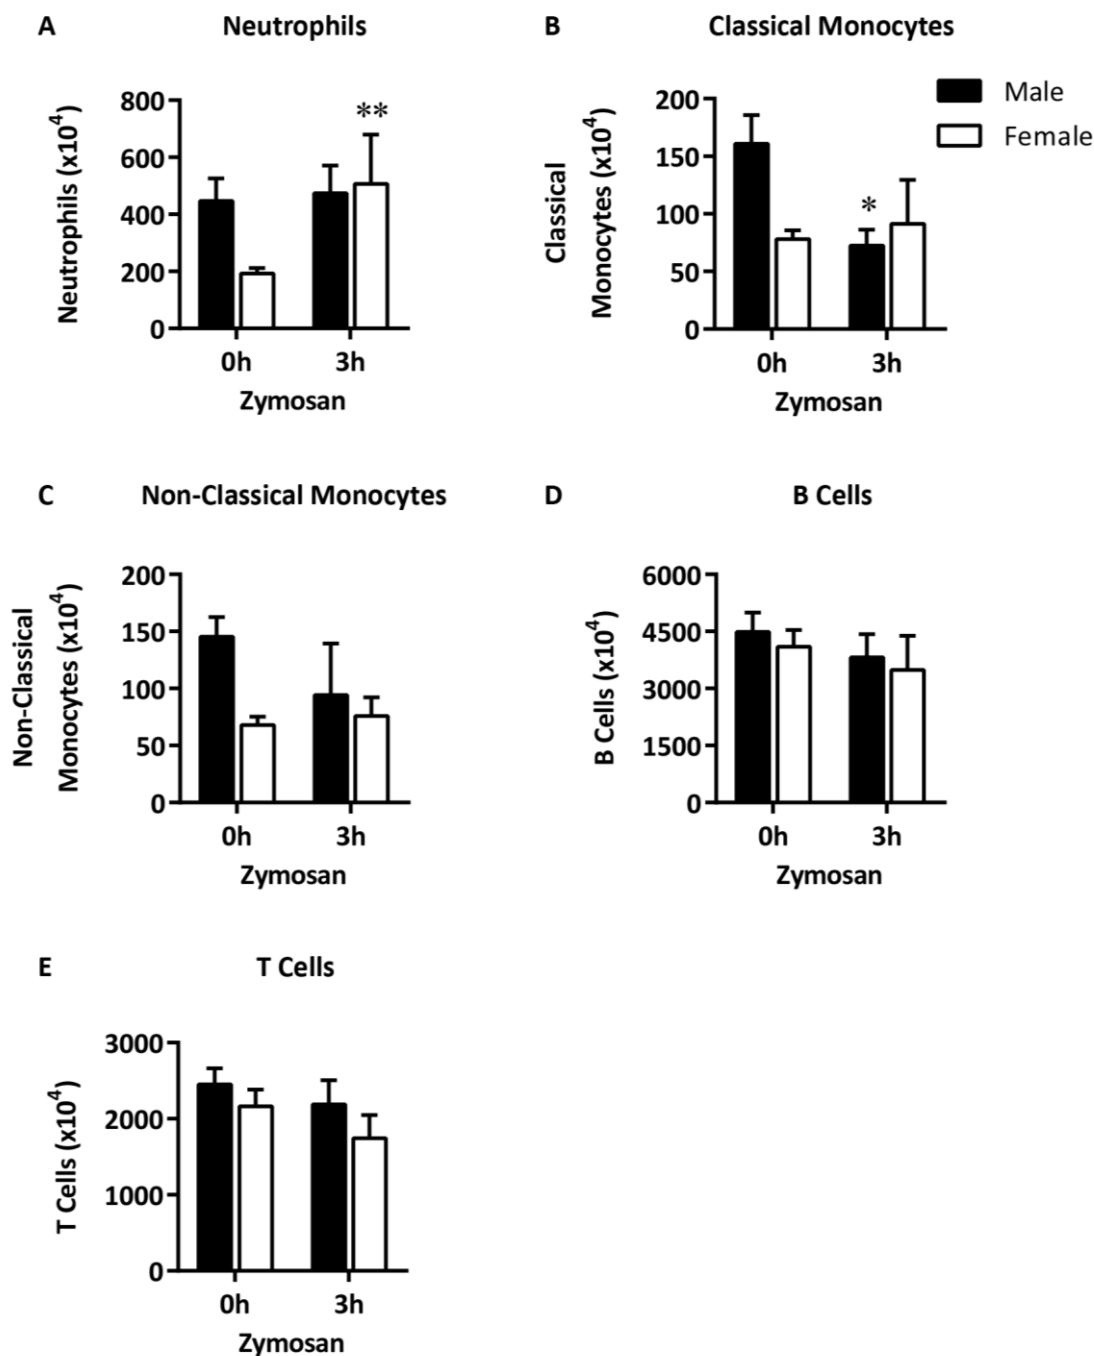 A Neutrophils
Neutrophils (x10⁴)
800
600
400
200
0
**
0h 3h
Zymosan
B Classical Monocytes
Classical
Monocytes (x10⁴)
200
150
100
50
0
*
0h 3h
Zymosan
Male
Female
C Non-Classical Monocytes
Non-Classical
Monocytes (x10⁴)
200
150
100
50
0
0h 3h
Zymosan
D B Cells
B Cells (x10⁴)
6000
4500
3000
1500
0
0h 3h
Zymosan
E T Cells
T Cells (x10⁴)
3000
2000
1000
0
0h 3h
Zymosan